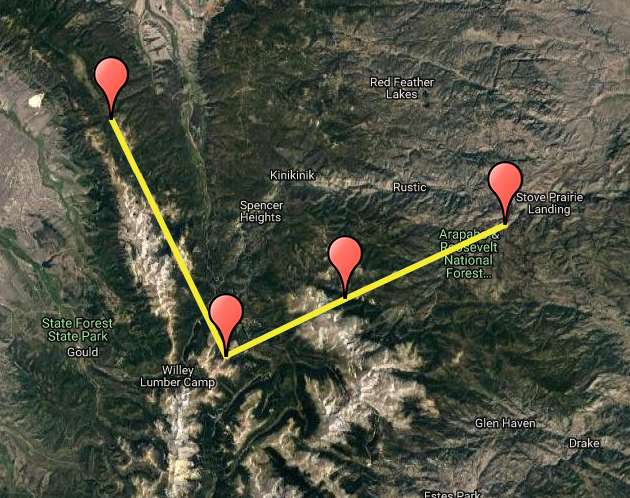 Red Feather
Lakes
Kinikinik
Rustic
Stove Prairie
Landing
Spencer
Heights
Arapaho &
Roosevelt
National
Forest...
State Forest
State Park
Gould
Willey
Lumber Camp
Glen Haven
Drake
Estes Park